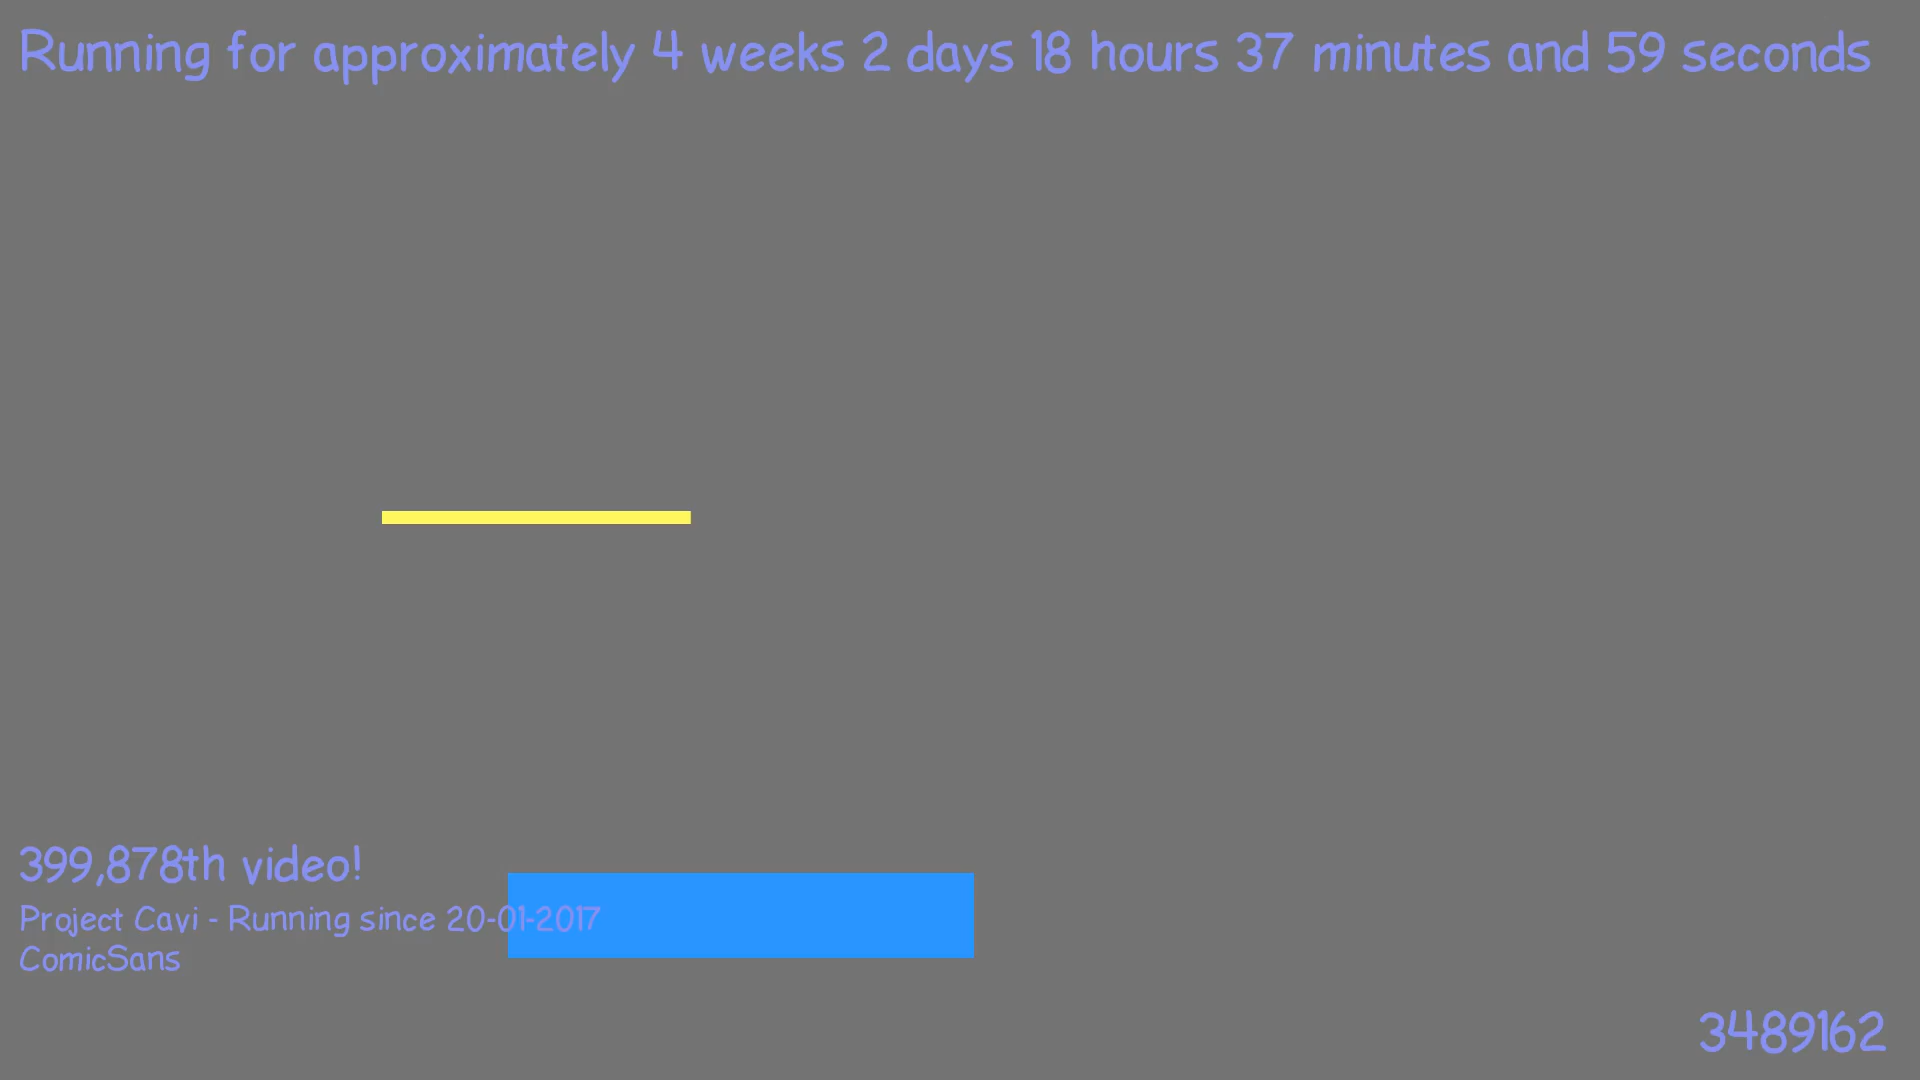 Running for approximately 4 weeks 2 days 18 hours 37 minutes and 59 seconds
399,878th video!
Project Cavi - Running since 20-01-2017
ComicSans
3489162